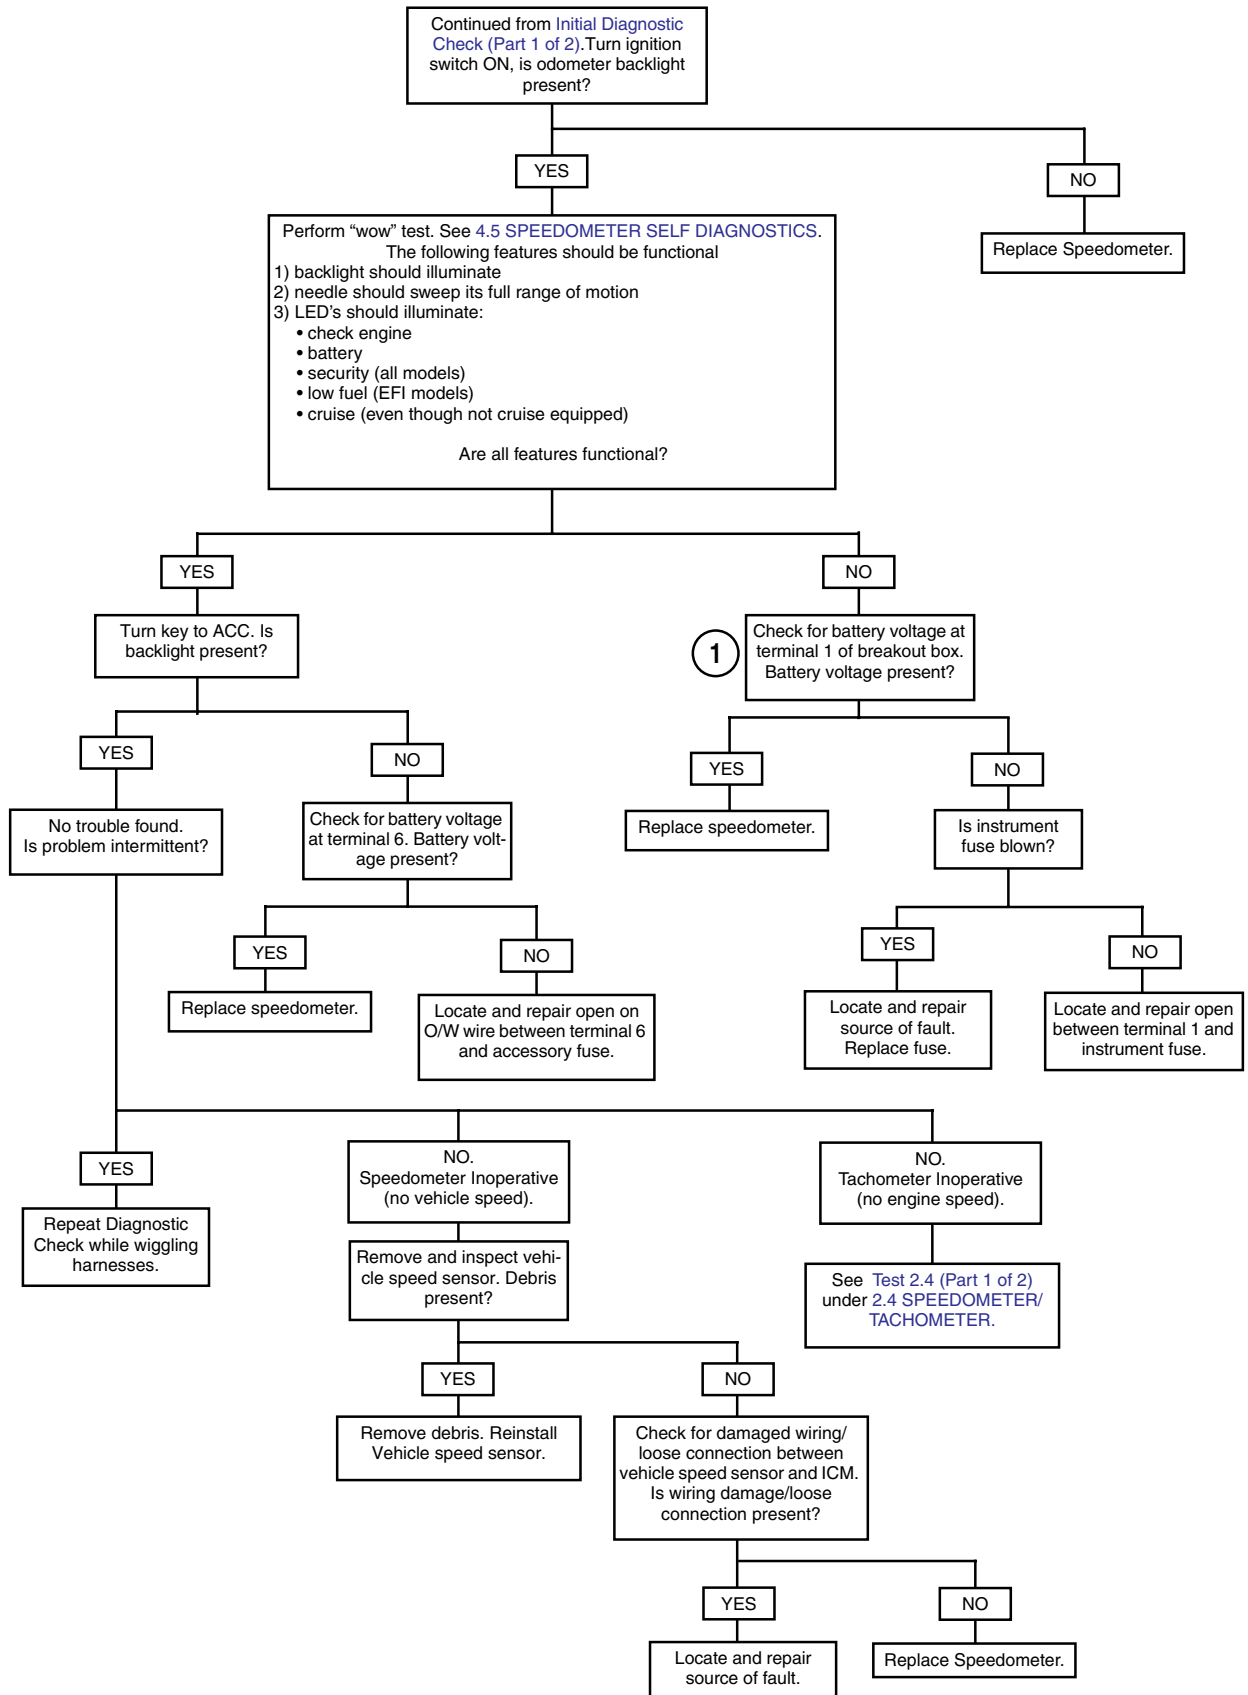 Continued from Initial Diagnostic
Check (Part 1 of 2).Turn ignition
switch ON, is odometer backlight
present?
YES
NO
Perform “wow” test. See 4.5 SPEEDOMETER SELF DIAGNOSTICS.
The following features should be functional
1) backlight should illuminate
2) needle should sweep its full range of motion
3) LED’s should illuminate:
• check engine
• battery
• security (all models)
• low fuel (EFI models)
• cruise (even though not cruise equipped)
Are all features functional?
Replace Speedometer.
YES
NO
Turn key to ACC. Is
backlight present?
1
Check for battery voltage at
terminal 1 of breakout box.
Battery voltage present?
YES
NO
YES
NO
No trouble found.
Is problem intermittent?
Check for battery voltage
at terminal 6. Battery volt-
age present?
Replace speedometer.
Is instrument
fuse blown?
YES
NO
YES
NO
Replace speedometer.
Locate and repair open on
O/W wire between terminal 6
and accessory fuse.
Locate and repair
source of fault.
Replace fuse.
Locate and repair open
between terminal 1 and
instrument fuse.
YES
NO.
Speedometer Inoperative
(no vehicle speed).
NO.
Tachometer Inoperative
(no engine speed).
Repeat Diagnostic
Check while wiggling
harnesses.
Remove and inspect vehi-
cle speed sensor. Debris
present?
See Test 2.4 (Part 1 of 2)
under 2.4 SPEEDOMETER/
TACHOMETER.
YES
NO
Remove debris. Reinstall
Vehicle speed sensor.
Check for damaged wiring/
loose connection between
vehicle speed sensor and ICM.
Is wiring damage/loose
connection present?
YES
NO
Locate and repair
source of fault.
Replace Speedometer.